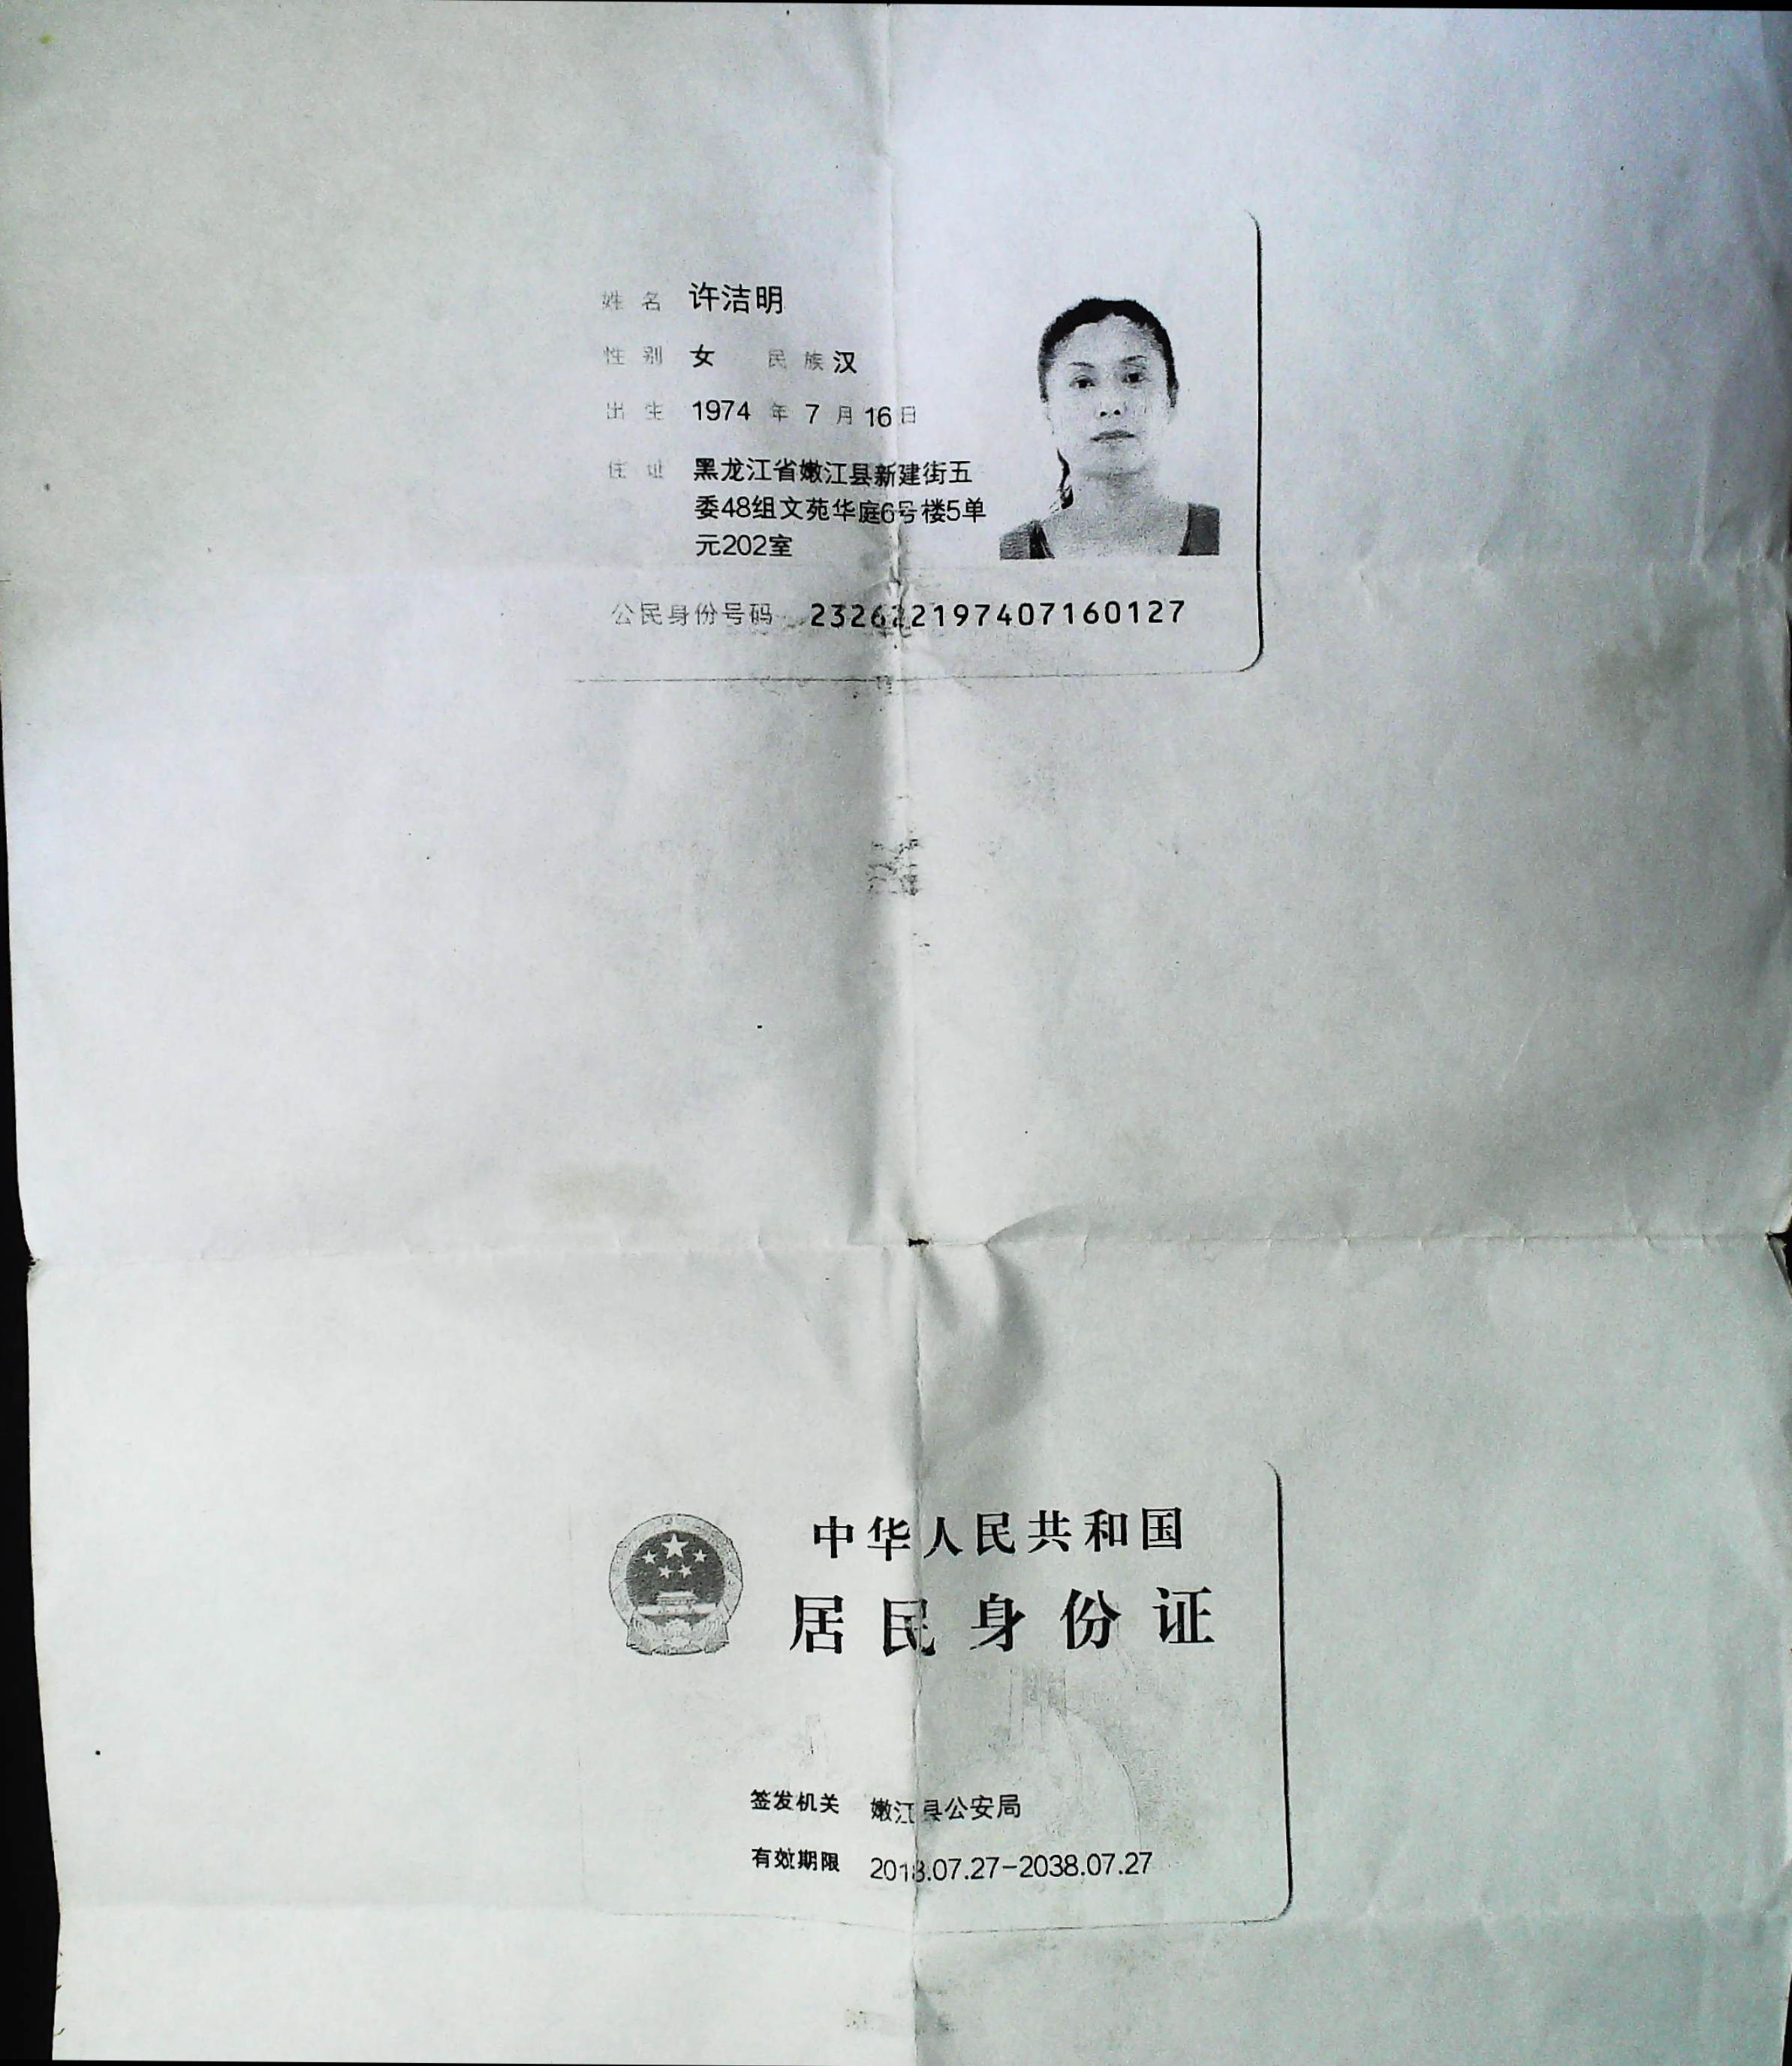 姓名 许洁明
性别 女 民族 汉
出生 1974 年 7 月 16 日
住址 黑龙江省嫩江县新建街五
委48组文苑华庭6号楼5单
元202室
公民身份号码 232622197407160127
中华人民共和国
居民身份证
签发机关 嫩江县公安局
有效期限 2018.07.27-2038.07.27